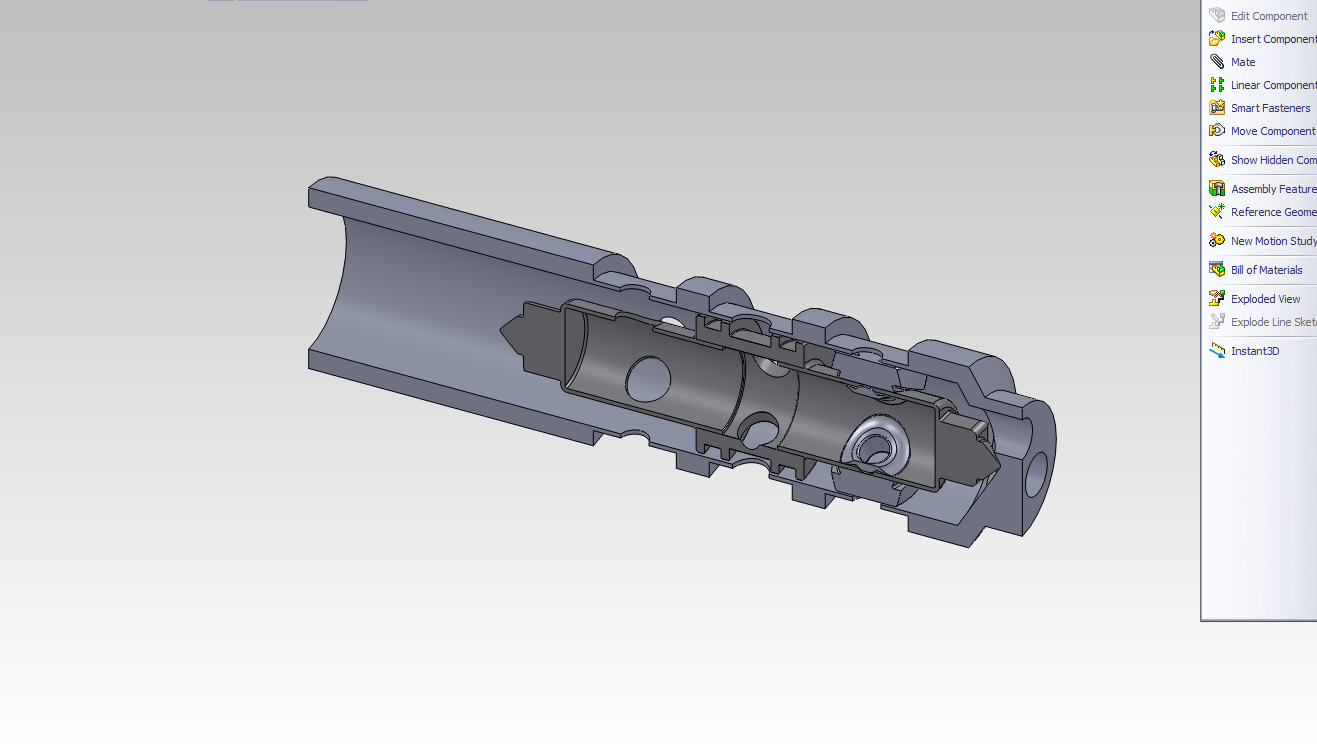 Edit Component
Insert Component
Mate
Linear Component
Smart Fasteners
Move Component
Show Hidden Com
Assembly Feature
Reference Geome
New Motion Study
Bill of Materials
Exploded View
Explode Line Sket
Instant3D